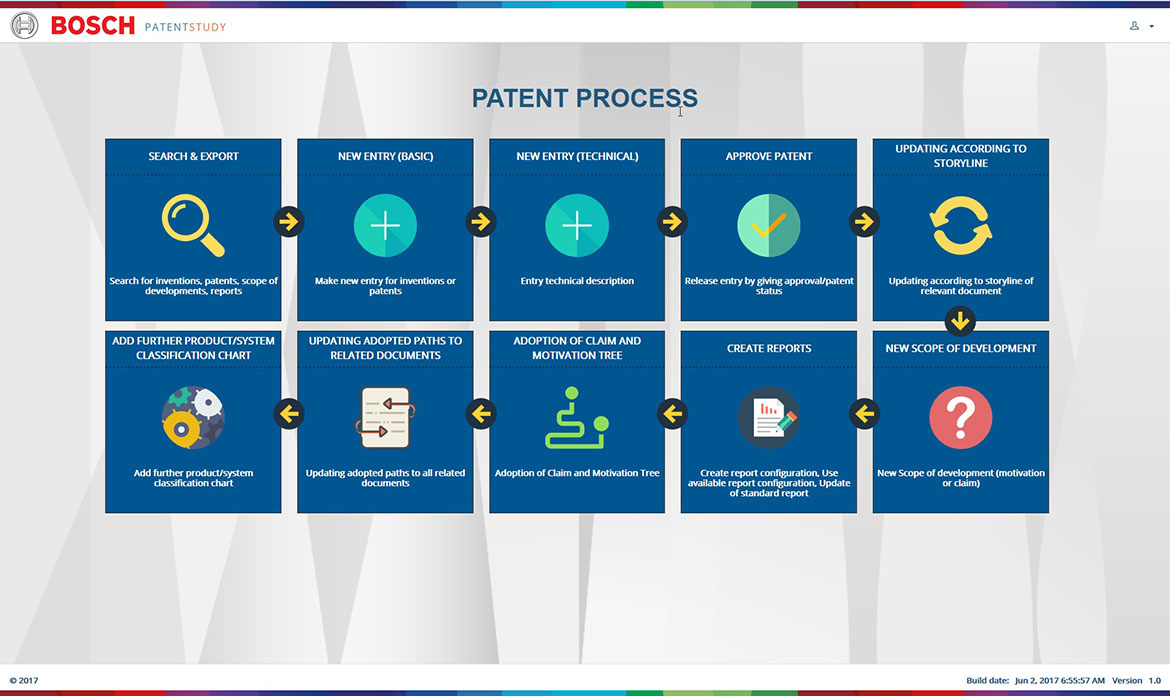 BOSCH PATENTSTUDY
PATENT PROCESS
SEARCH & EXPORT
Search for inventions, patents, scope of
developments, reports
NEW ENTRY (BASIC)
Make new entry for inventions or
patents
NEW ENTRY (TECHNICAL)
Entry technical description
APPROVE PATENT
Release entry by giving approval/patent
status
UPDATING ACCORDING TO
STORYLINE
Updating according to storyline of
relevant document
NEW SCOPE OF DEVELOPMENT
New Scope of development (motivation
or claim)
CREATE REPORTS
Create report configuration, Use
available report configuration, Update
of standard report
ADOPTION OF CLAIM AND
MOTIVATION TREE
Adoption of Claim and Motivation Tree
UPDATING ADOPTED PATHS TO
RELATED DOCUMENTS
Updating adopted paths to all related
documents
ADD FURTHER PRODUCT/SYSTEM
CLASSIFICATION CHART
Add further product/system
classification chart
© 2017
Build date: Jun 2, 2017 6:55:57 AM Version 1.0